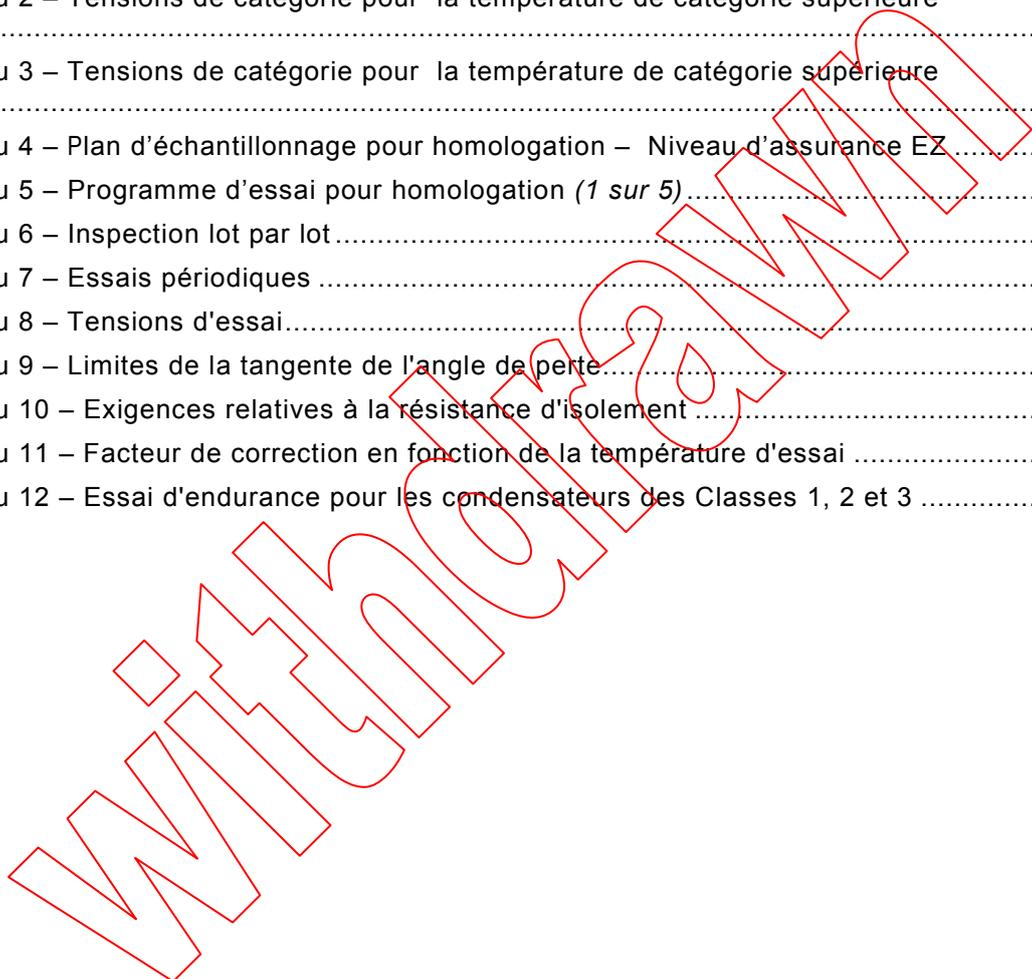 u 2 – Tensions de catégorie pour la température de catégorie supérieure
u 3 – Tensions de catégorie pour la température de catégorie supérieure
u 4 – Plan d’échantillonnage pour homologation – Niveau d’assurance EZ
u 5 – Programme d’essai pour homologation (1 sur 5)
u 6 – Inspection lot par lot
u 7 – Essais périodiques
u 8 – Tensions d'essai
u 9 – Limites de la tangente de l'angle de perte
u 10 – Exigences relatives à la résistance d'isolement
u 11 – Facteur de correction en fonction de la température d'essai
u 12 – Essai d'endurance pour les condensateurs des Classes 1, 2 et 3
withdrawn